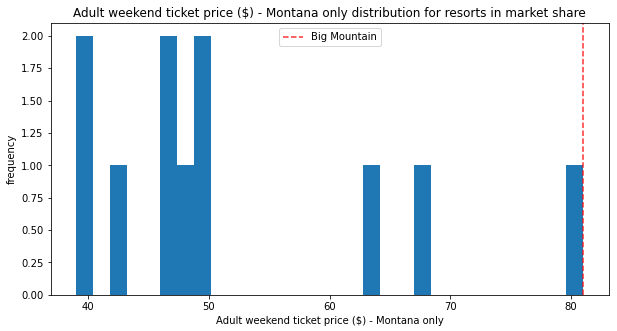 Adult weekend ticket price ($) - Montana only distribution for resorts in market share
Big Mountain
2.00
1.75
1.50
1.25
1.00
0.75
0.50
0.25
0.00
frequency
40 50 60 70 80
Adult weekend ticket price ($) - Montana only